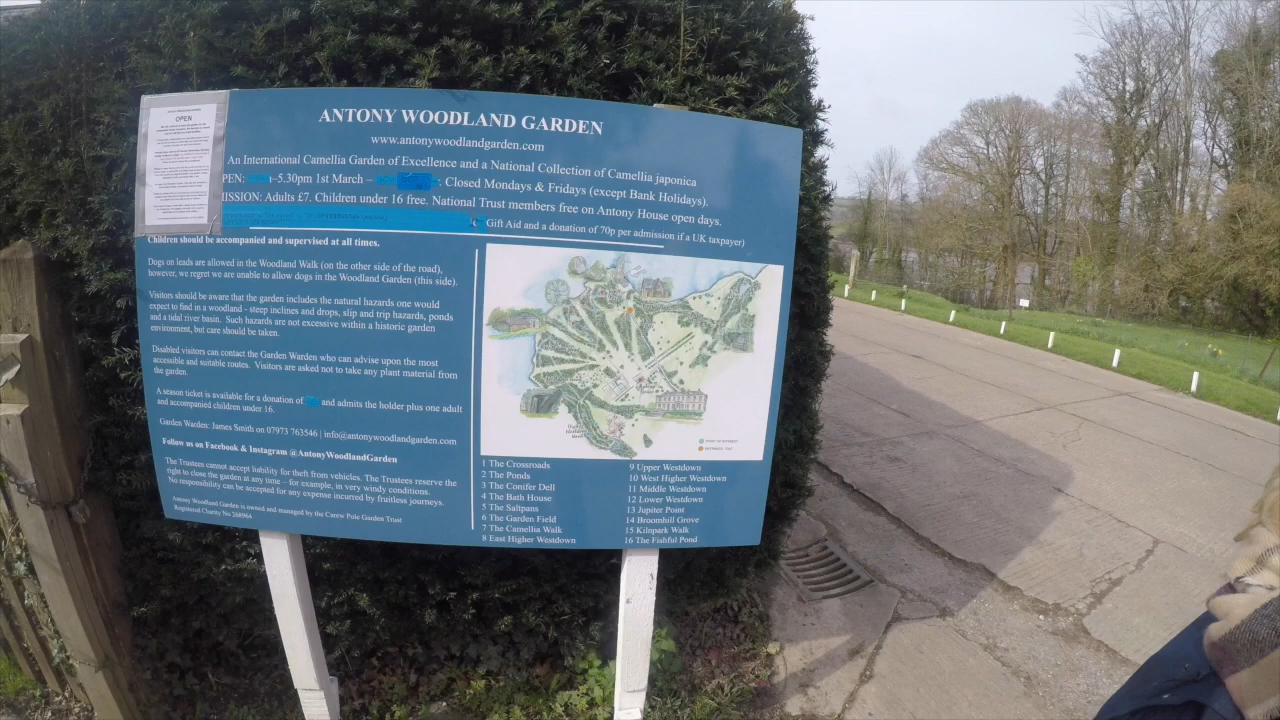 OPEN
ANTONY WOODLAND GARDEN
www.antonywoodlandgarden.com
An International Camellia Garden of Excellence and a National Collection of Camellia japonica
PEN: –5.30pm 1st March – Closed Mondays & Fridays (except Bank Holidays).
ISSION: Adults £7. Children under 16 free. National Trust members free on Antony House open days.
Gift Aid and a donation of 70p per admission if a UK taxpayer)
Children should be accompanied and supervised at all times.
Dogs on leads are allowed in the Woodland Walk (on the other side of the road),
however, we regret we are unable to allow dogs in the Woodland Garden (this side).
Visitors should be aware that the garden includes the natural hazards one would
expect to find in a woodland - steep inclines and drops, slip and trip hazards, ponds
and a tidal river basin. Such hazards are not excessive within a historic garden
environment, but care should be taken.
Disabled visitors can contact the Garden Warden who can advise upon the most
accessible and suitable routes. Visitors are asked not to take any plant material from
the garden.
A season ticket is available for a donation of and admits the holder plus one adult
and accompanied children under 16.
Garden Warden: James Smith on 07973 763546 | info@antonywoodlandgarden.com
Follow us on Facebook & Instagram @AntonyWoodlandGarden
The Trustees cannot accept liability for theft from vehicles. The Trustees reserve the
right to close the garden at any time – for example, in very windy conditions.
No responsibility can be accepted for any expense incurred by fruitless journeys.
Antony Woodland Garden is owned and managed by the Carew Pole Garden Trust
Registered Charity No 288964
1 The Crossroads
2 The Ponds
3 The Conifer Dell
4 The Bath House
5 The Saltpans
6 The Garden Field
7 The Camellia Walk
8 East Higher Westdown
9 Upper Westdown
10 West Higher Westdown
11 Middle Westdown
12 Lower Westdown
13 Jupiter Point
14 Broomhill Grove
15 Kilnpark Walk
16 The Fishful Pond